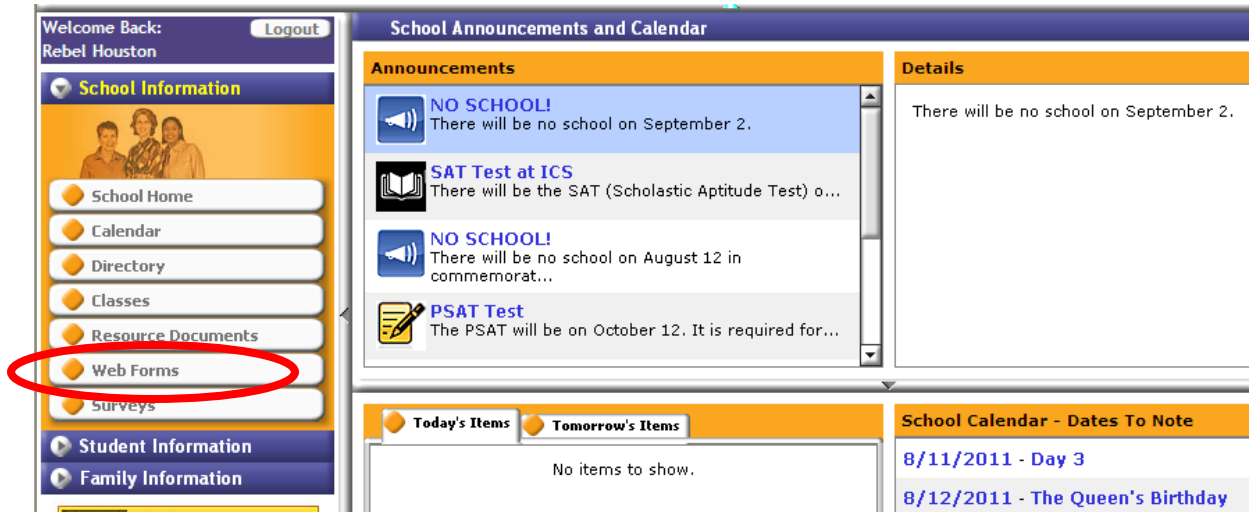 Welcome Back:
Logout
Rebel Houston
School Information
School Home
Calendar
Directory
Classes
Resource Documents
Web Forms
Surveys
Student Information
Family Information
School Announcements and Calendar
Announcements
NO SCHOOL!
There will be no school on September 2.
SAT Test at ICS
There will be the SAT (Scholastic Aptitude Test) o...
NO SCHOOL!
There will be no school on August 12 in
commemorat...
PSAT Test
The PSAT will be on October 12. It is required for...
Details
There will be no school on September 2.
Today's Items
Tomorrow's Items
No items to show.
School Calendar - Dates To Note
8/11/2011 - Day 3
8/12/2011 - The Queen's Birthday